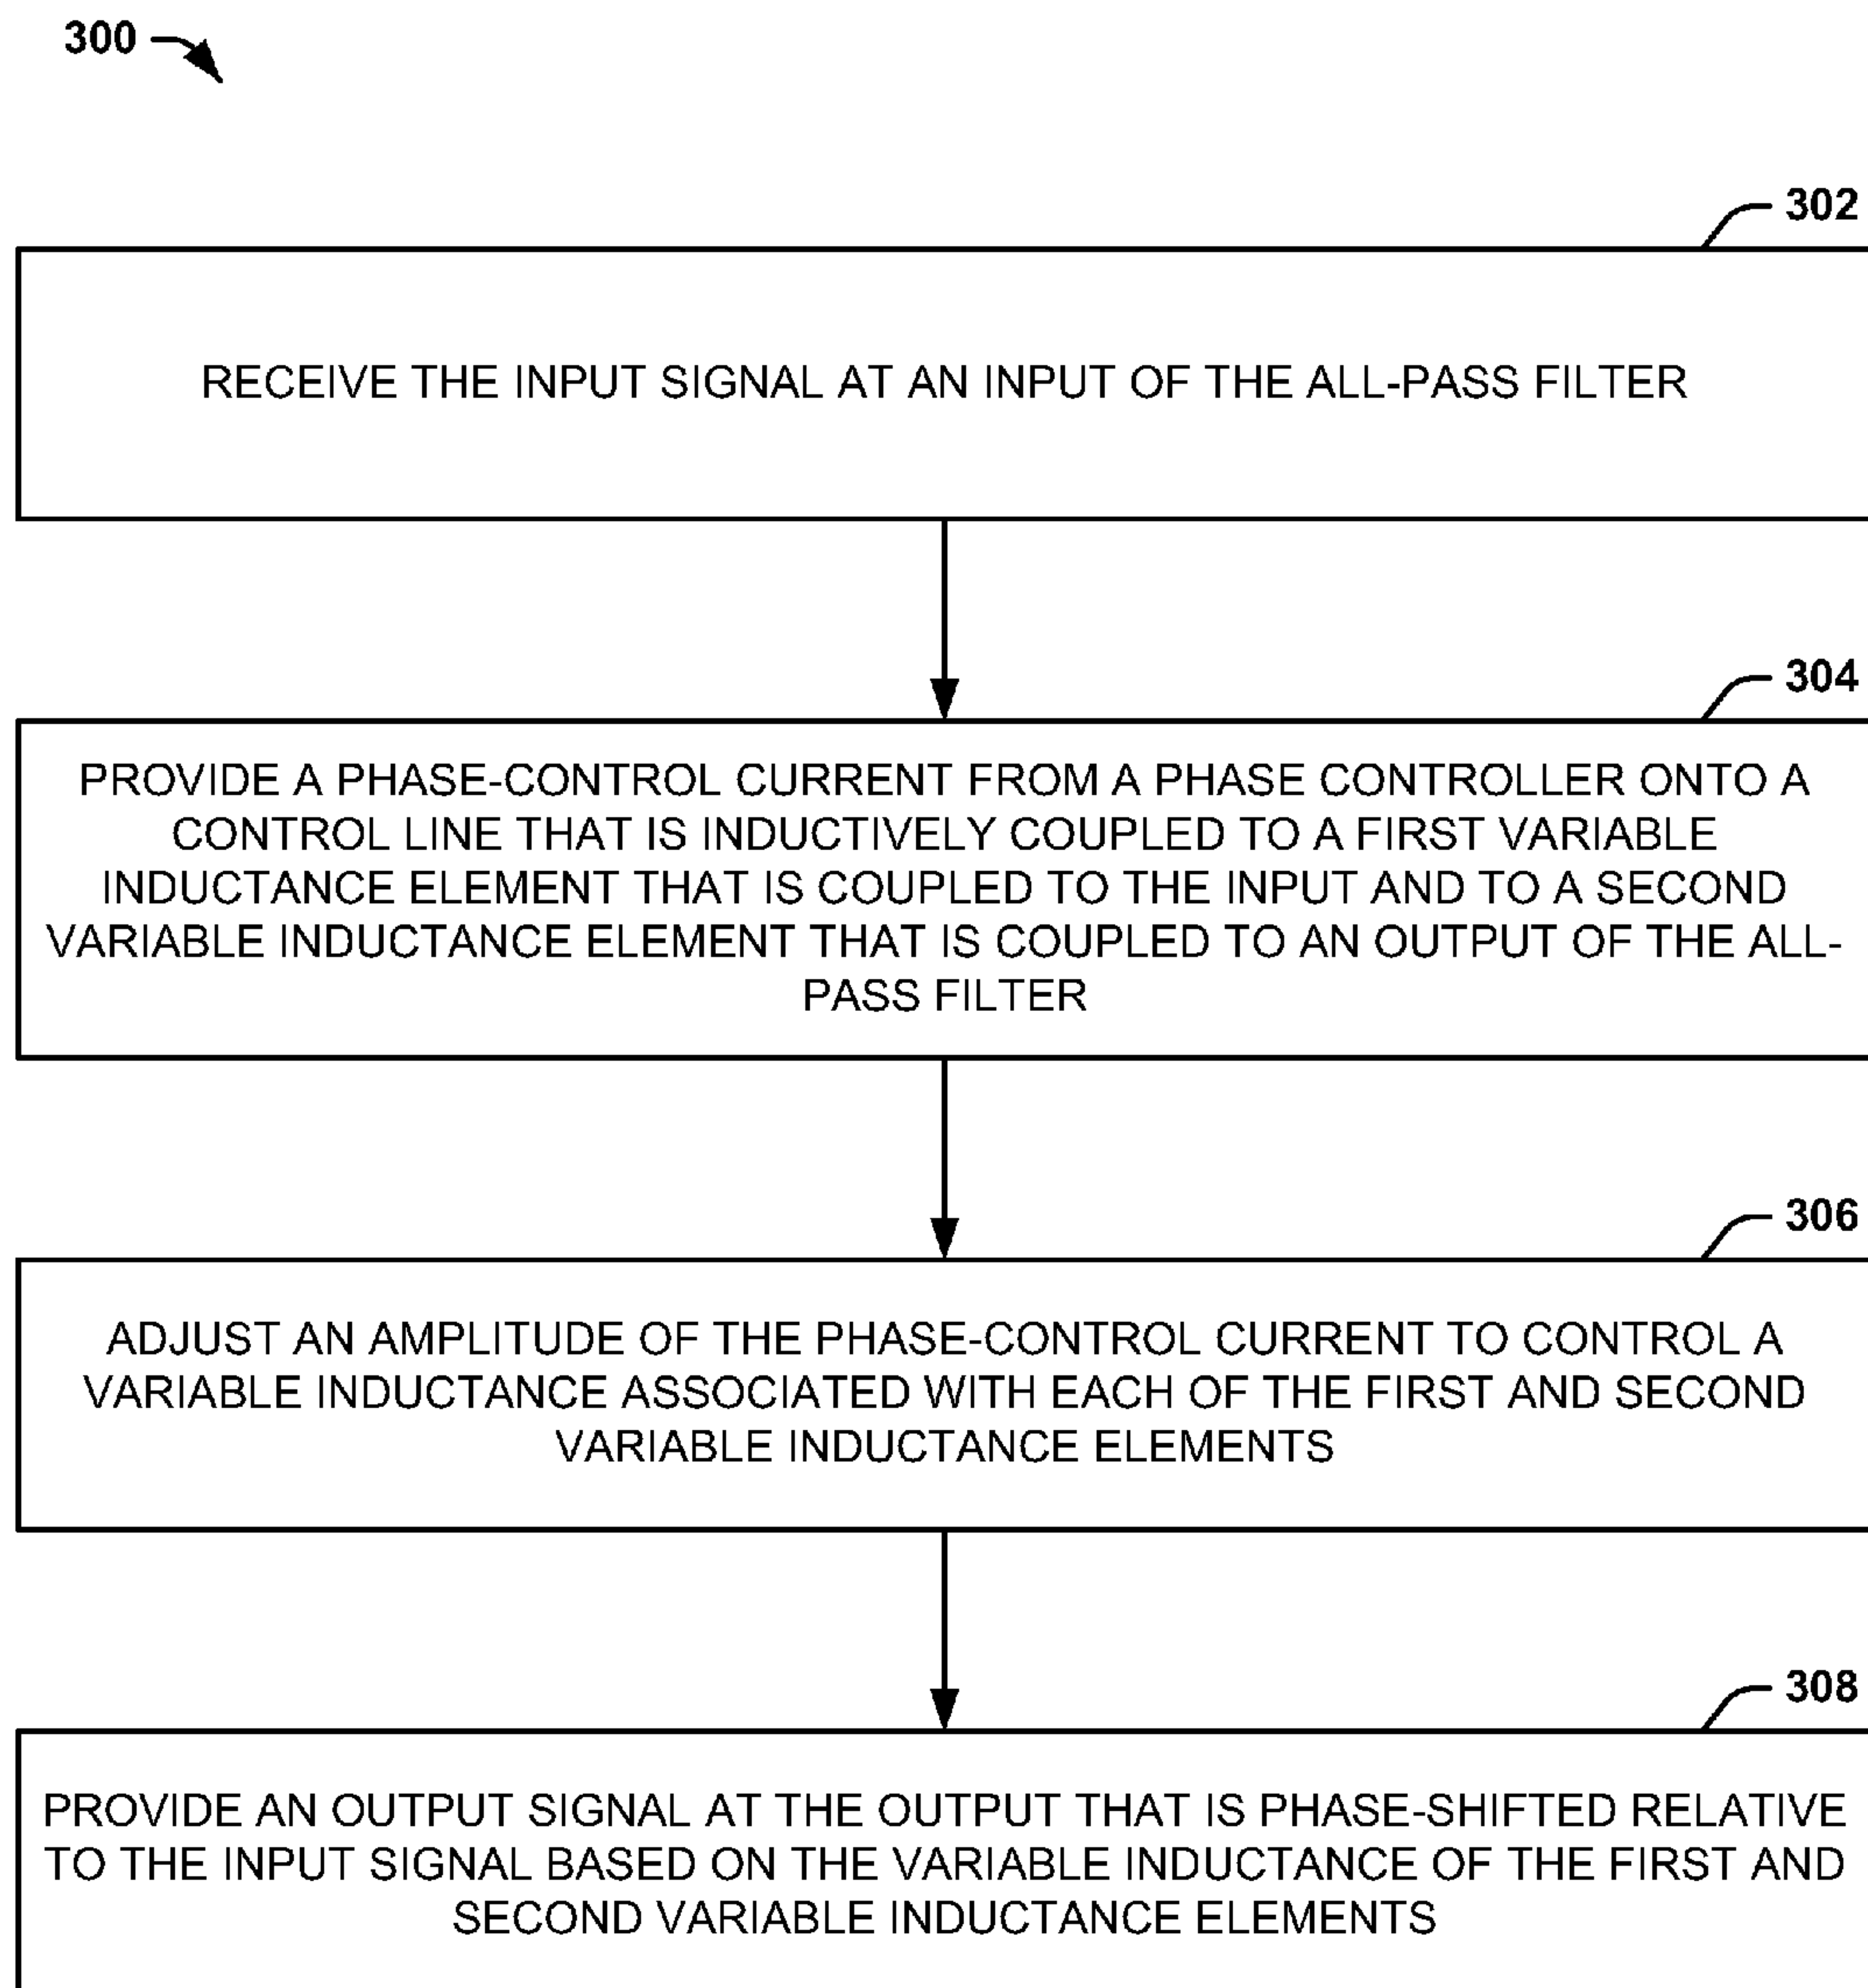 300
302
RECEIVE THE INPUT SIGNAL AT AN INPUT OF THE ALL-PASS FILTER
304
PROVIDE A PHASE-CONTROL CURRENT FROM A PHASE CONTROLLER ONTO A
CONTROL LINE THAT IS INDUCTIVELY COUPLED TO A FIRST VARIABLE
INDUCTANCE ELEMENT THAT IS COUPLED TO THE INPUT AND TO A SECOND
VARIABLE INDUCTANCE ELEMENT THAT IS COUPLED TO AN OUTPUT OF THE ALL-
PASS FILTER
306
ADJUST AN AMPLITUDE OF THE PHASE-CONTROL CURRENT TO CONTROL A
VARIABLE INDUCTANCE ASSOCIATED WITH EACH OF THE FIRST AND SECOND
VARIABLE INDUCTANCE ELEMENTS
308
PROVIDE AN OUTPUT SIGNAL AT THE OUTPUT THAT IS PHASE-SHIFTED RELATIVE
TO THE INPUT SIGNAL BASED ON THE VARIABLE INDUCTANCE OF THE FIRST AND
SECOND VARIABLE INDUCTANCE ELEMENTS